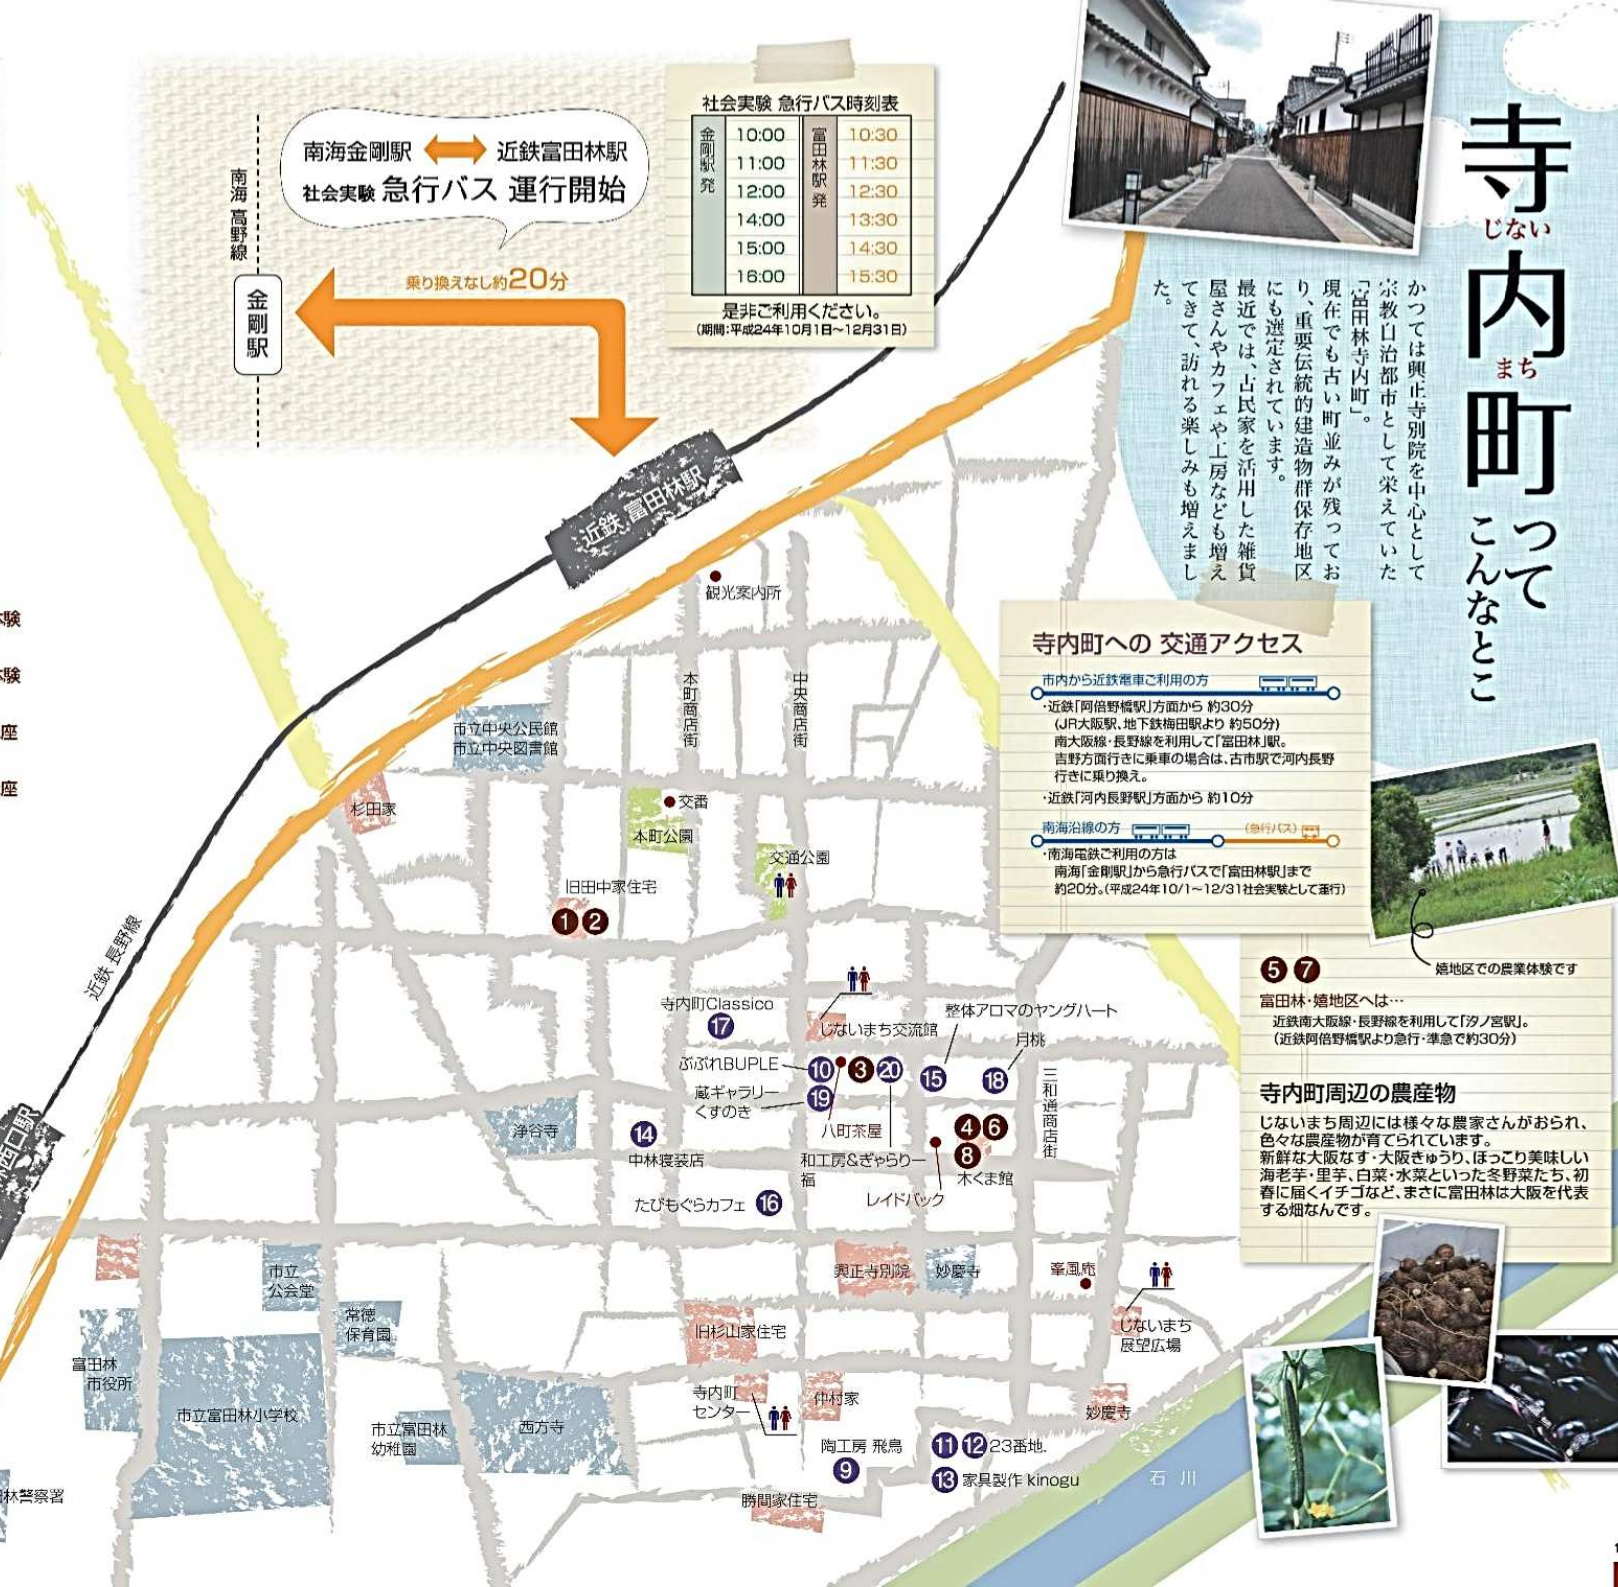 寺内町って
じない
まち
こんなとこ
かつては興正寺別院を中心として
宗教自治都市として栄えていた
「富田林寺内町」。
現在でも古い町並みが残ってお
り、重要伝統的建造物群保存地区
にも選定されています。
最近では、古民家を活用した雑貨
屋さんやカフェや工房なども増え
てきて、訪れる楽しみも増えまし
た。
南海金剛駅 近鉄富田林駅
社会実験 急行バス 運行開始
南海 高野線
金剛駅
乗り換えなし約20分
社会実験 急行バス時刻表
金剛駅 発
10:00
11:00
12:00
14:00
15:00
16:00
富田林駅 発
10:30
11:30
12:30
13:30
14:30
15:30
是非ご利用ください。
(期間:平成24年10月1日〜12月31日)
近鉄 富田林駅
観光案内所
本町商店街
中央商店街
市立中央公民館
市立中央図書館
杉田家
交番
本町公園
交通公園
旧田中家住宅
1 2
近鉄 長野線
西口駅
寺内町Classico
17
じないまち交流館
整体アロマのヤングハート
月桃
ぶぶれBUPLE
10 3 20 15 18
蔵ギャラリー
くすのき
19
八町茶屋
三和通商店街
浄谷寺
14
中林寝装店
和工房&ぎゃらりー
福
4 6
8
木くま館
レイドバック
たびもぐらカフェ 16
市立
公会堂
常徳
保育園
興正寺別院
妙慶寺
峯風庵
じないまち
展望広場
旧杉山家住宅
富田林
市役所
市立富田林小学校
市立富田林
幼稚園
西方寺
寺内町
センター
仲村家
妙慶寺
陶工房 飛鳥
9
11 12 23番地.
13 家具製作 kinogu
勝間家住宅
石川
林警察署
体験
体験
座
座
寺内町への 交通アクセス
市内から近鉄電車ご利用の方
・近鉄「阿倍野橋駅」方面から 約30分
(JR大阪駅、地下鉄梅田駅より 約50分)
南大阪線・長野線を利用して「富田林」駅。
吉野方面行きに乗車の場合は、古市駅で河内長野
行きに乗り換え。
・近鉄「河内長野駅」方面から 約10分
南海沿線の方
(急行バス)
・南海電鉄ご利用の方は
南海「金剛駅」から急行バスで「富田林駅」まで
約20分。(平成24年10/1〜12/31社会実験として運行)
嬉地区での農業体験です
5 7
富田林・嬉地区へは…
近鉄南大阪線・長野線を利用して「汐ノ宮駅」。
(近鉄阿倍野橋駅より急行・準急で約30分)
寺内町周辺の農産物
じないまち周辺には様々な農家さんがおられ、
色々な農産物が育てられています。
新鮮な大阪なす・大阪きゅうり、ほっこり美味しい
海老芋・里芋、白菜・水菜といった冬野菜たち、初
春に届くイチゴなど、まさに富田林は大阪を代表
する畑なんです。